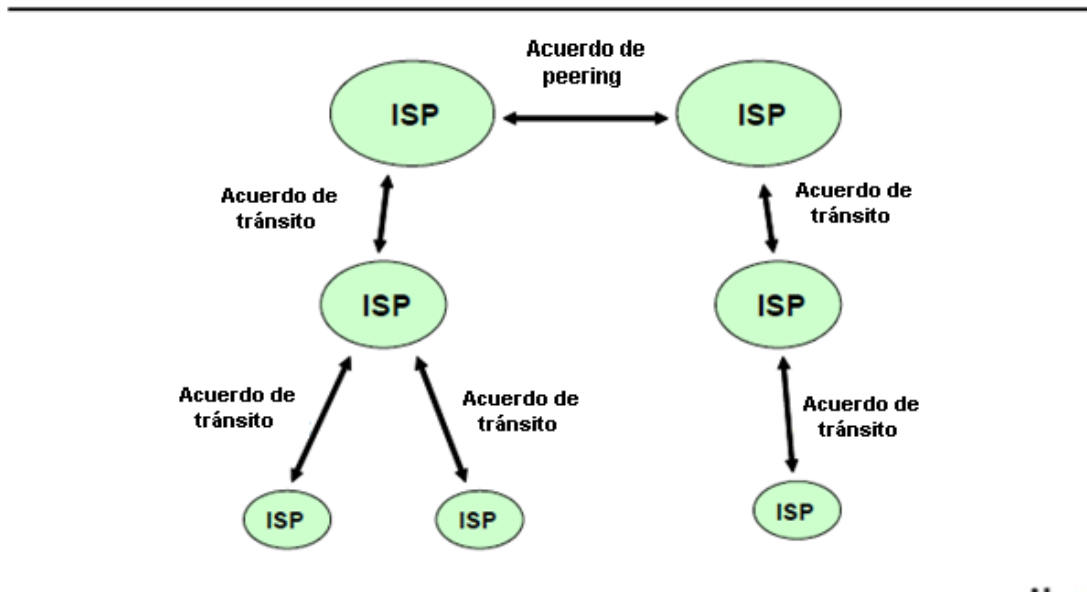 Acuerdo de
peering
ISP
ISP
Acuerdo de
tránsito
Acuerdo de
tránsito
ISP
ISP
Acuerdo de
tránsito
Acuerdo de
tránsito
Acuerdo de
tránsito
ISP
ISP
ISP